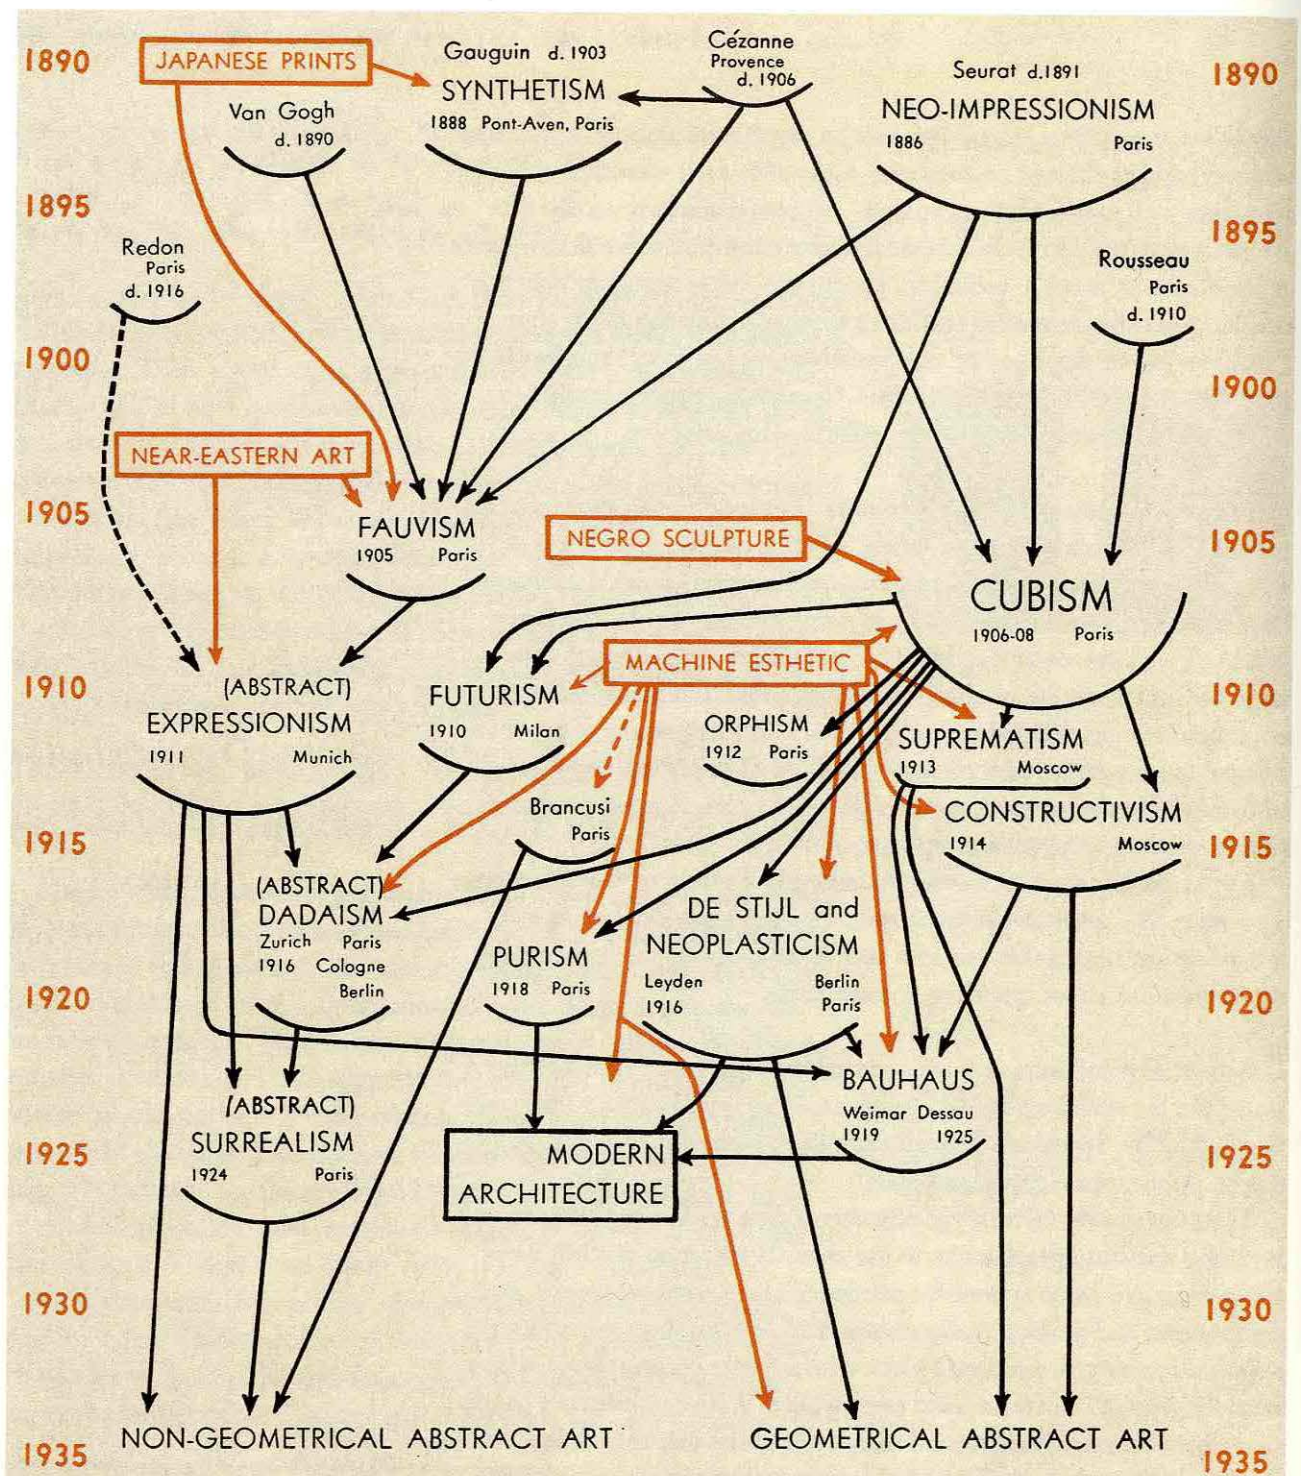 1890
JAPANESE PRINTS
Gauguin d. 1903
SYNTHETISM
1888 Pont-Aven, Paris
Cézanne
Provence
d. 1906
Seurat d.1891
NEO-IMPRESSIONISM
1886 Paris
1890
Van Gogh
d. 1890
1895
1895
Redon
Paris
d. 1916
Rousseau
Paris
d. 1910
1900
1900
NEAR-EASTERN ART
1905
FAUVISM
1905 Paris
NEGRO SCULPTURE
1905
CUBISM
1906-08 Paris
MACHINE ESTHETIC
1910
(ABSTRACT)
EXPRESSIONISM
1911 Munich
FUTURISM
1910 Milan
ORPHISM
1912 Paris
SUPREMATISM
1913 Moscow
1910
Brancusi
Paris
CONSTRUCTIVISM
1914 Moscow
1915
1915
(ABSTRACT)
DADAISM
Zurich Paris
1916 Cologne
Berlin
PURISM
1918 Paris
DE STIJL and
NEOPLASTICISM
Leyden Berlin
1916 Paris
1920
1920
BAUHAUS
Weimar Dessau
1919 1925
(ABSTRACT)
SURREALISM
1924 Paris
MODERN
ARCHITECTURE
1925
1925
1930
1930
NON-GEOMETRICAL ABSTRACT ART
GEOMETRICAL ABSTRACT ART
1935
1935